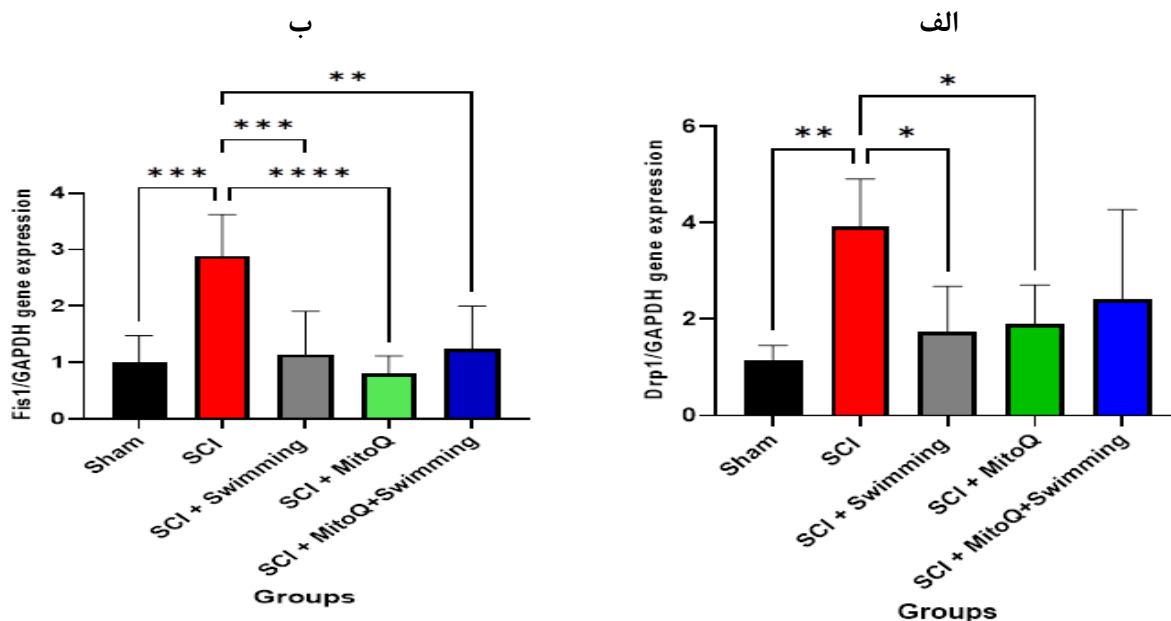 الف
Drp1/GAPDH gene expression
6
4
2
0
**
*
*
Sham
SCI
SCI + Swimming
SCI + MitoQ
SCI + MitoQ+Swimming
Groups
ب
Fis1/GAPDH gene expression
4
3
2
1
0
**
***
***
****
Sham
SCI
SCI + Swimming
SCI + MitoQ
SCI + MitoQ+Swimming
Groups